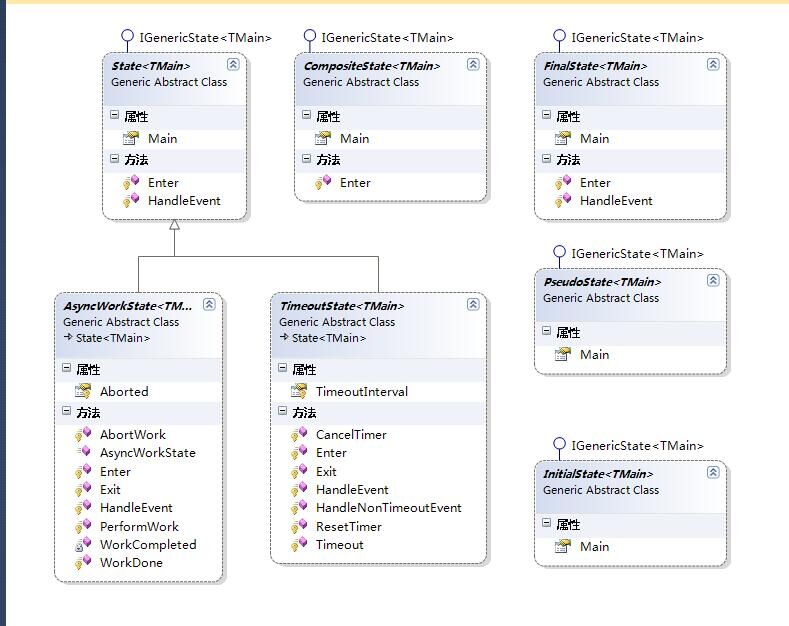 IGenericState<TMain>
State<TMain>
Generic Abstract Class
属性
Main
方法
Enter
HandleEvent
IGenericState<TMain>
CompositeState<TMain>
Generic Abstract Class
属性
Main
方法
Enter
IGenericState<TMain>
FinalState<TMain>
Generic Abstract Class
属性
Main
方法
Enter
HandleEvent
AsyncWorkState<TM...
Generic Abstract Class
State<TMain>
属性
Aborted
方法
AbortWork
AsyncWorkState
Enter
Exit
HandleEvent
PerformWork
WorkCompleted
WorkDone
TimeoutState<TMain>
Generic Abstract Class
State<TMain>
属性
TimeoutInterval
方法
CancelTimer
Enter
Exit
HandleEvent
HandleNonTimeoutEvent
ResetTimer
Timeout
IGenericState<TMain>
PseudoState<TMain>
Generic Abstract Class
属性
Main
IGenericState<TMain>
InitialState<TMain>
Generic Abstract Class
属性
Main